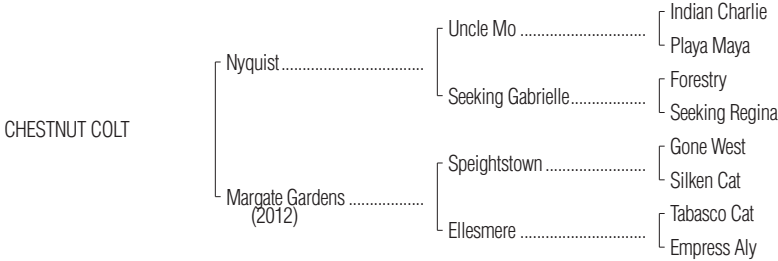 Indian Charlie
Uncle Mo ..............................
Playa Maya
Nyquist..................................
Forestry
Seeking Gabrielle..................
Seeking Regina
CHESTNUT COLT
Gone West
Speightstown ........................
Silken Cat
Margate Gardens ..................
(2012)
Tabasco Cat
Ellesmere ..............................
Empress Aly